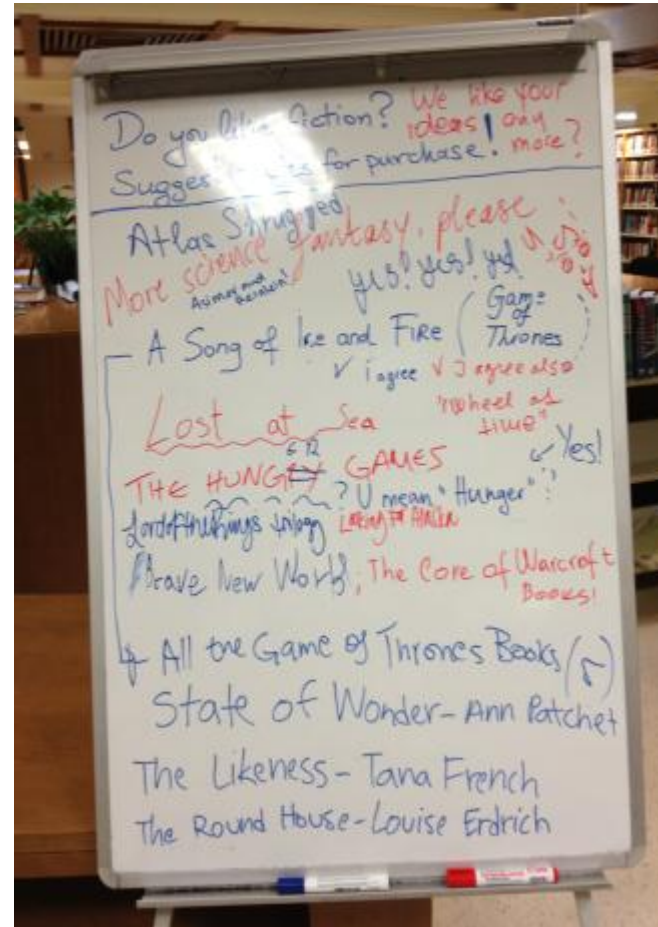 Do you like fiction? We like your
ideas! any
more?
Suggest for purchase!
Atlas Shrugged
More science fantasy, please
yes! yes! yes!
A Song of Ice and Fire (Game
of
Thrones
✓ i agree ✓ I agree also
"Wheel of
time"
Lost at Sea
THE HUNGRY GAMES
Yes!
? U mean "Hunger"?
Lord of the Rings trilogy Looking for Alaska
Brave New World, The Core of Warcraft
Books!
All the Game of Thrones Books (5)
State of Wonder - Ann Patchet
The Likeness - Tana French
The Round House - Louise Erdrich